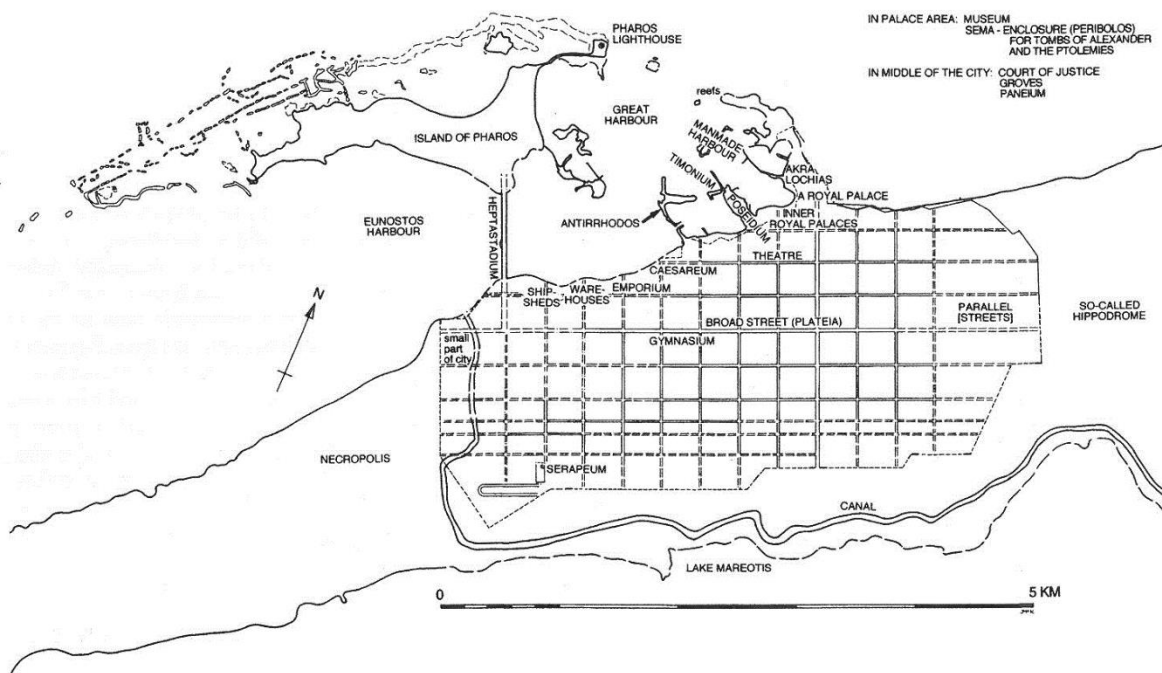 IN PALACE AREA: MUSEUM
SEMA - ENCLOSURE (PERIBOLOS)
FOR TOMBS OF ALEXANDER
AND THE PTOLEMIES
IN MIDDLE OF THE CITY: COURT OF JUSTICE
GROVES
PANEIUM
PHAROS
LIGHTHOUSE
reefs
GREAT
HARBOUR
MANMADE
HARBOUR
ISLAND OF PHAROS
TIMONIUM
AKRA
LOCHIAS
A ROYAL PALACE
POSEIDIUM
INNER
ROYAL PALACES
HEPTASTADIUM
EUNOSTOS
HARBOUR
ANTIRRHODOS
THEATRE
CAESAREUM
EMPORIUM
WARE-
HOUSES
SHIP-
SHEDS
N
BROAD STREET (PLATEIA)
PARALLEL
[STREETS]
SO-CALLED
HIPPODROME
small
part
of city
GYMNASIUM
NECROPOLIS
SERAPEUM
CANAL
LAKE MAREOTIS
0
5 KM